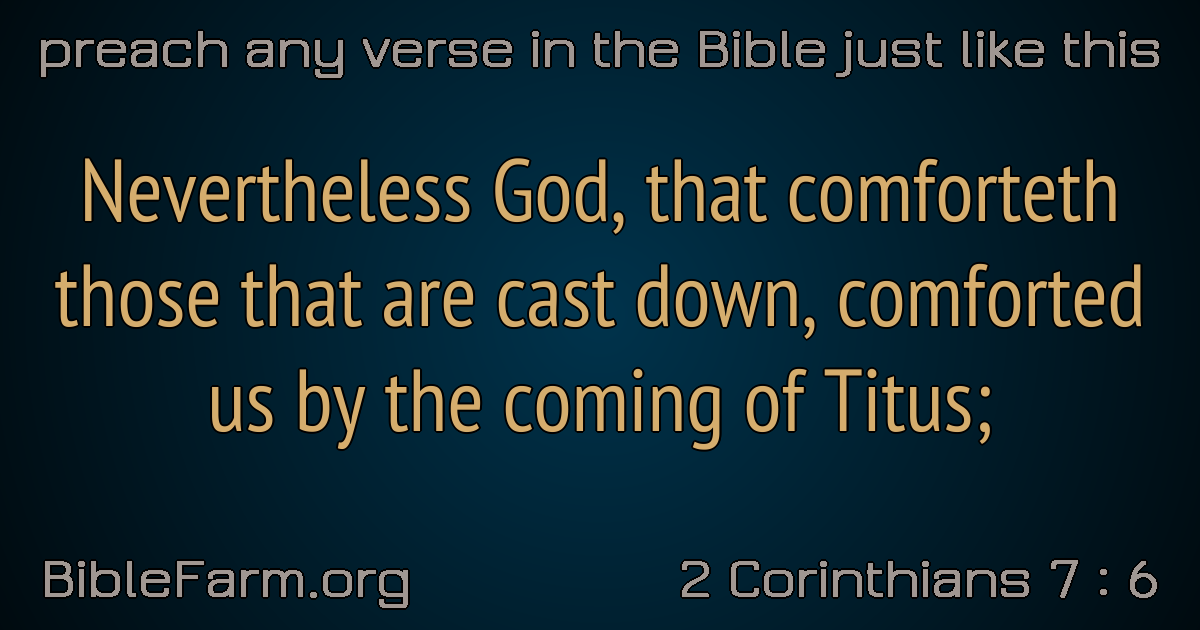 preach any verse in the Bible just like this
Nevertheless God, that comforteth
those that are cast down, comforted
us by the coming of Titus;
BibleFarm.org
2 Corinthians 7 : 6